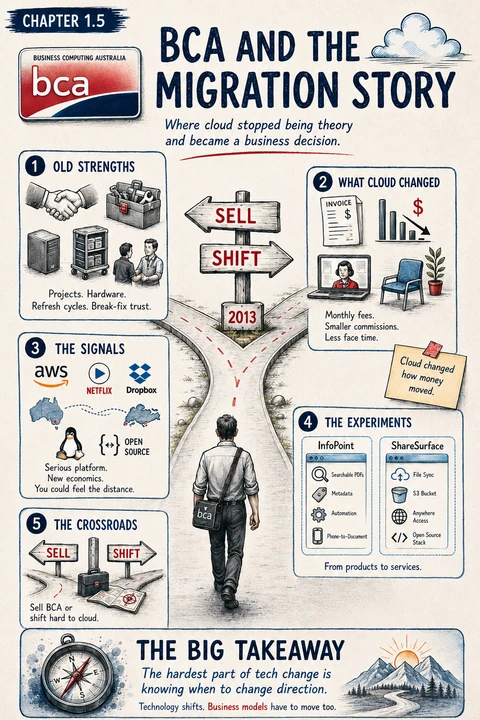 CHAPTER 1.5
BUSINESS COMPUTING AUSTRALIA
bca
BCA AND THE
MIGRATION STORY
Where cloud stopped being theory
and became a business decision.
1 OLD STRENGTHS
Projects. Hardware.
Refresh cycles. Break-fix trust.
SELL
SHIFT
2013
2 WHAT CLOUD CHANGED
INVOICE
$
$
Monthly fees.
Smaller commissions.
Less face time.
Cloud changed
how money
moved.
3 THE SIGNALS
aws
NETFLIX
Dropbox
{↔} OPEN
SOURCE
Serious platform.
New economics.
You could feel the distance.
bca
4 THE EXPERIMENTS
InfoPoint
Searchable PDFs
Metadata
Automation
Phone-to-Document
ShareSurface
File Sync
S3 Bucket
Anywhere
Access
</> Open Source
Stack
From products to services.
5 THE CROSSROADS
SELL
SHIFT
Sell BCA or
shift hard to cloud.
N
E
S
W
THE BIG TAKEAWAY
The hardest part of tech change is
knowing when to change direction.
Technology shifts. Business models have to move too.